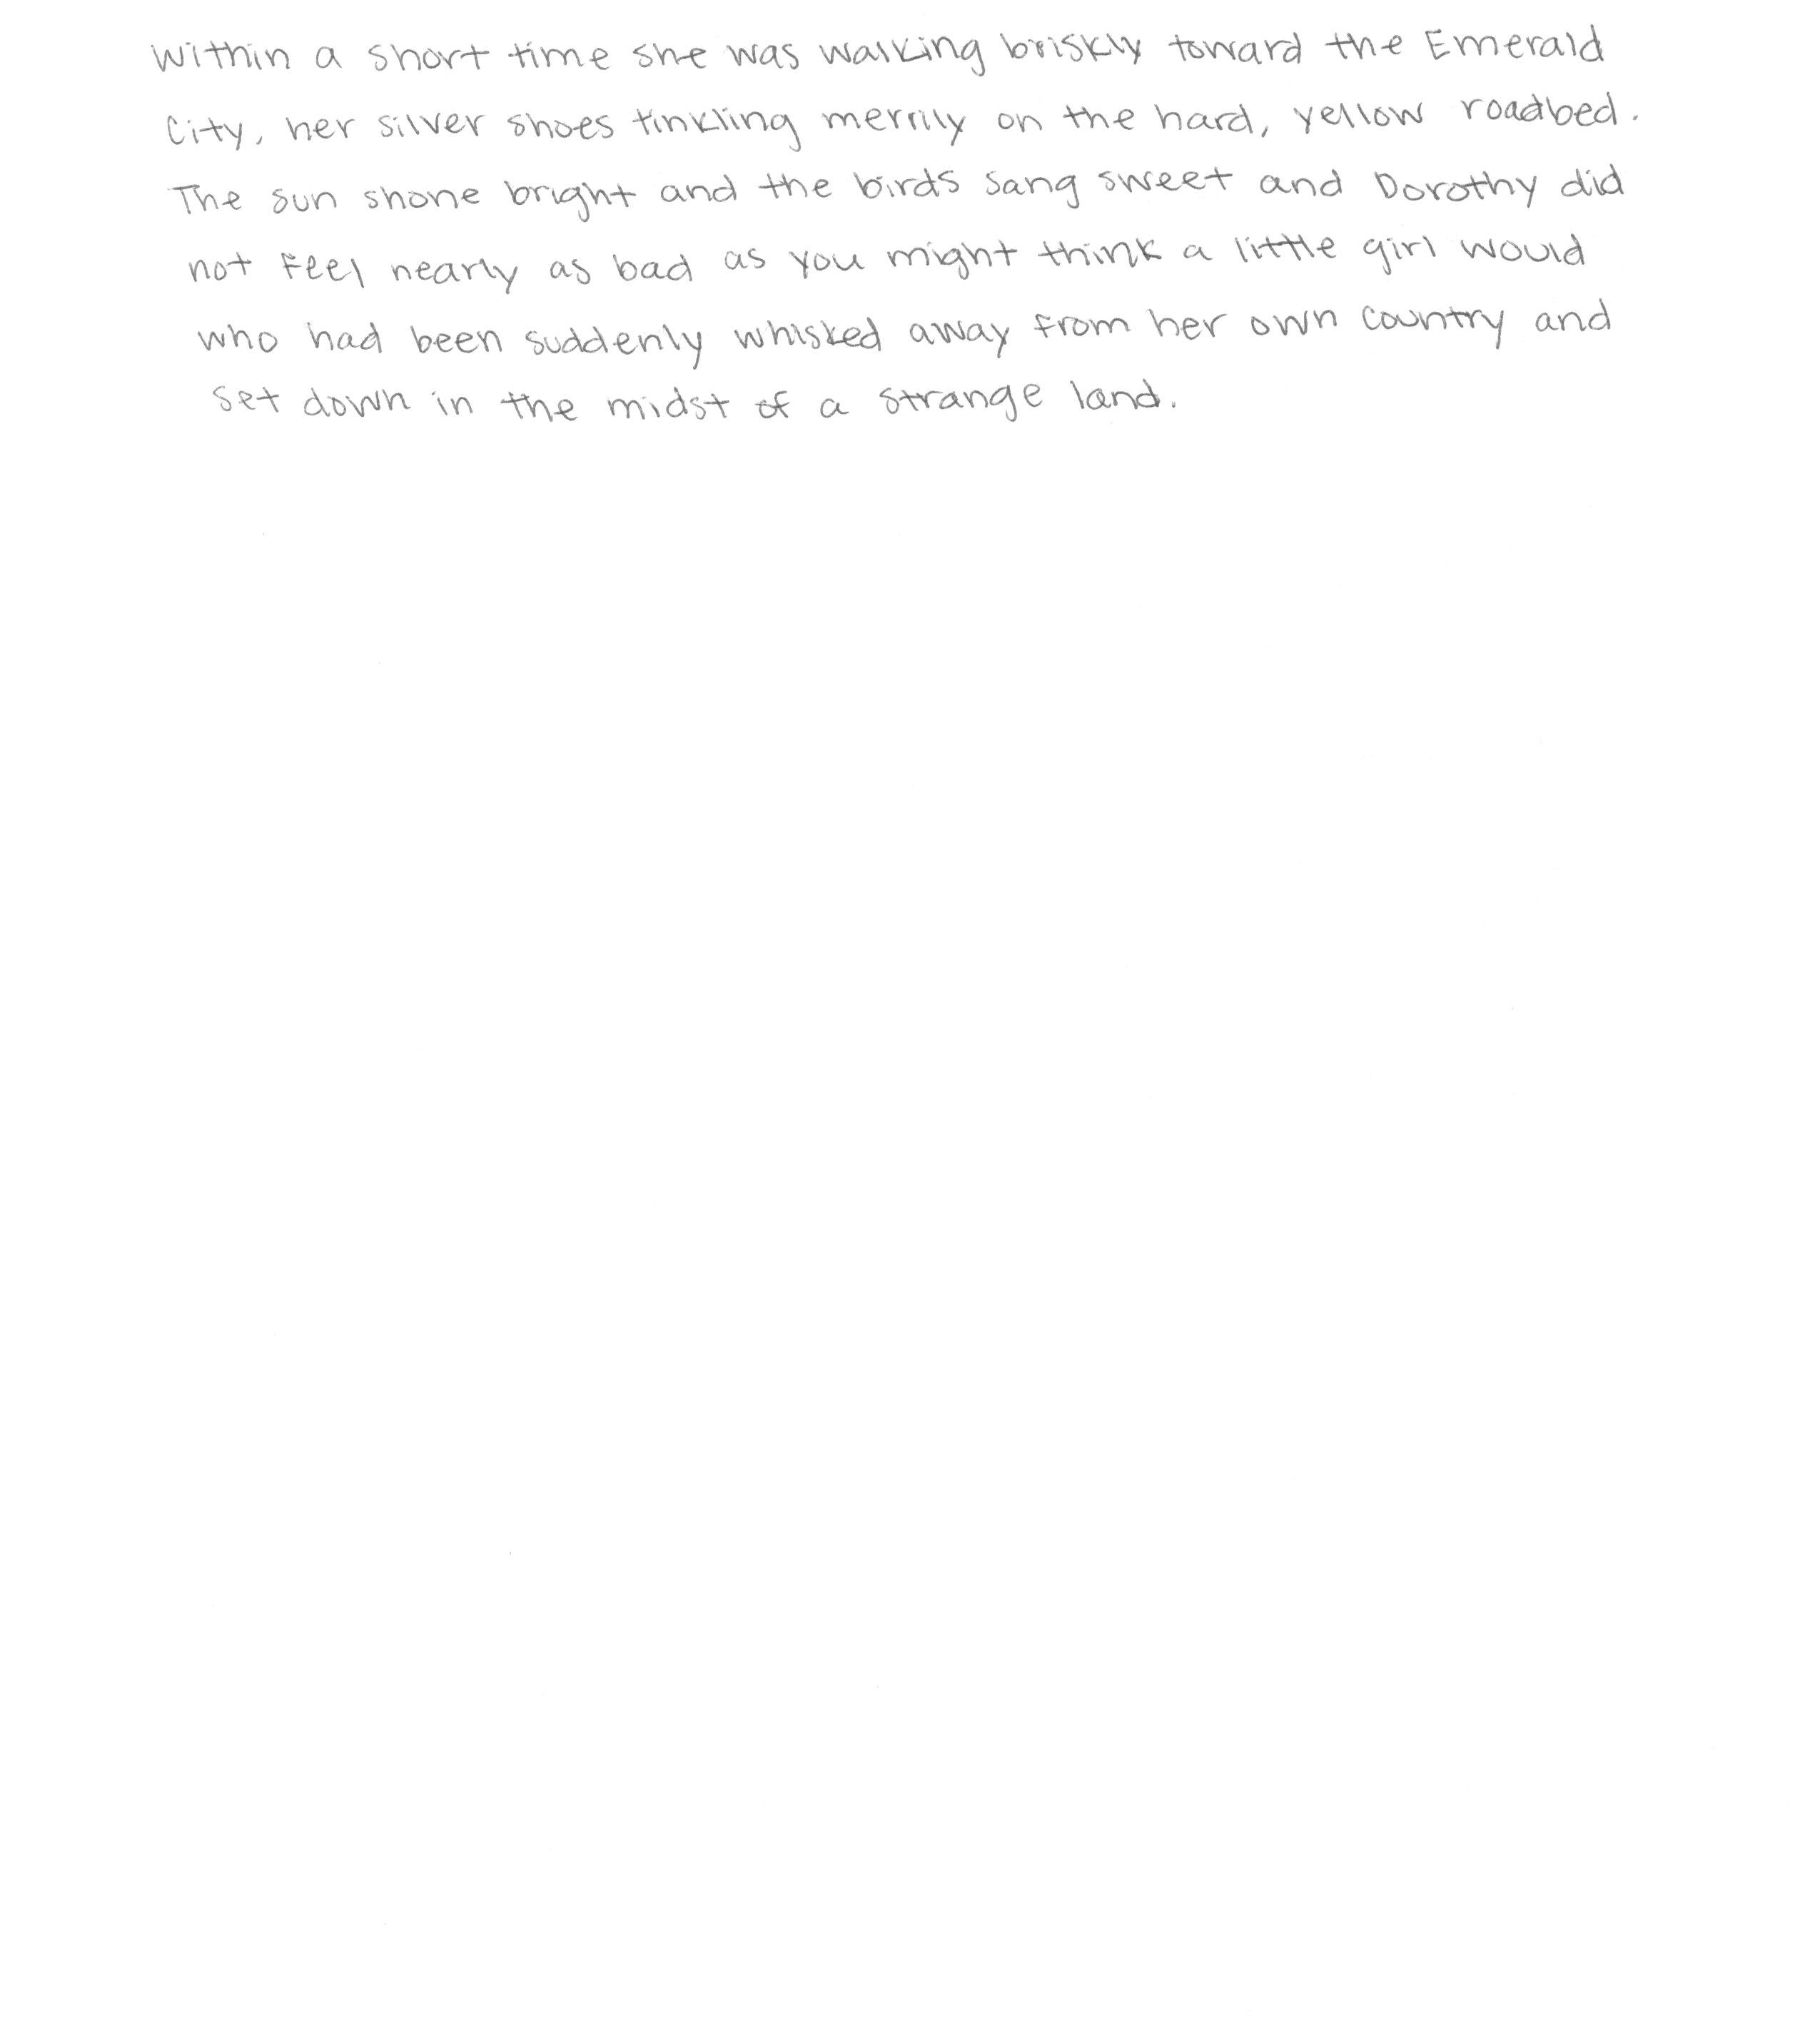 Within a short time she was walking briskly toward the Emerald
City, her silver shoes tinkling merrily on the hard, yellow roadbed.
The sun shone bright and the birds sang sweet and Dorothy did
not feel nearly as bad as you might think a little girl would
who had been suddenly whisked away from her own country and
set down in the midst of a strange land.